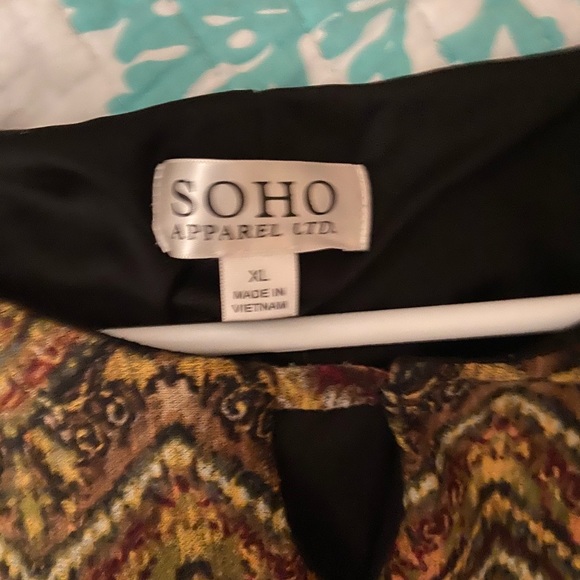 SOHO
APPAREL LTD.
XL
MADE IN
VIETNAM